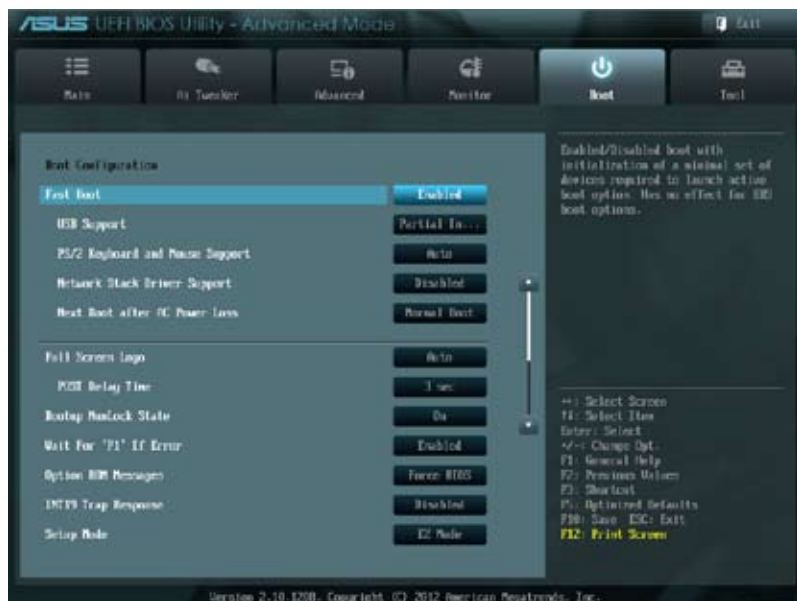 ASUS UEFI BIOS Utility - Advanced Mode
Exit
Main
Ai Tweaker
Advanced
Monitor
Boot
Tool
Boot Configuration
Fast Boot Enabled
USB Support Partial In...
PS/2 Keyboard and Mouse Support Auto
Network Stack Driver Support Disabled
Next Boot after AC Power Loss Normal Boot
Full Screen Logo Auto
POST Delay Time 3 sec
Bootup NumLock State On
Wait For 'F1' If Error Enabled
Option ROM Messages Force BIOS
INT19 Trap Response Disabled
Setup Mode EZ Mode
Enabled/Disabled boot with
initialization of a minimal set of
devices required to launch active
boot option. Has no effect for BBS
boot options.
→←: Select Screen
↑↓: Select Item
Enter: Select
+/-: Change Opt.
F1: General Help
F2: Previous Values
F3: Shortcut
F5: Optimized Defaults
F10: Save ESC: Exit
F12: Print Screen
Version 2.10.1208. Copyright (C) 2012 American Megatrends, Inc.